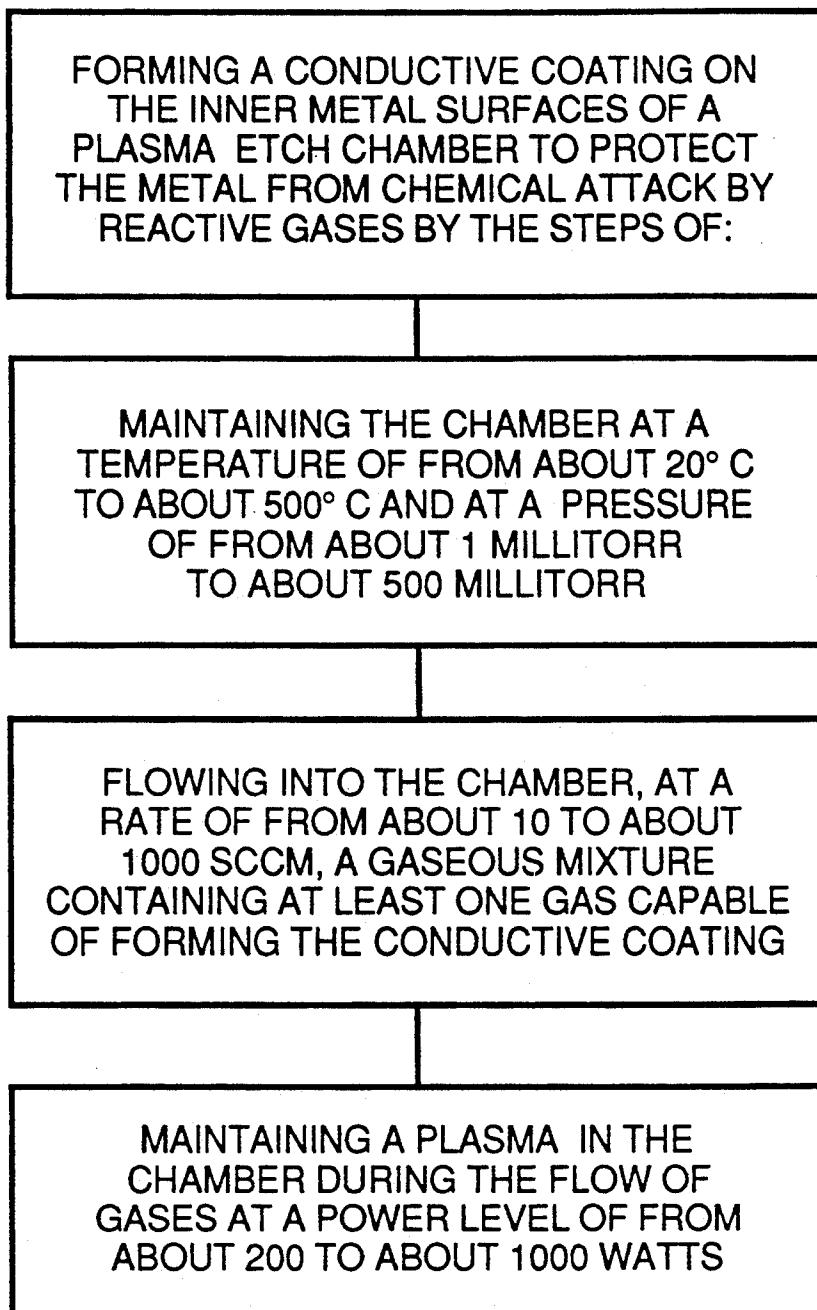 FORMING A CONDUCTIVE COATING ON
THE INNER METAL SURFACES OF A
PLASMA ETCH CHAMBER TO PROTECT
THE METAL FROM CHEMICAL ATTACK BY
REACTIVE GASES BY THE STEPS OF:
MAINTAINING THE CHAMBER AT A
TEMPERATURE OF FROM ABOUT 20° C
TO ABOUT 500° C AND AT A PRESSURE
OF FROM ABOUT 1 MILLITORR
TO ABOUT 500 MILLITORR
FLOWING INTO THE CHAMBER, AT A
RATE OF FROM ABOUT 10 TO ABOUT
1000 SCCM, A GASEOUS MIXTURE
CONTAINING AT LEAST ONE GAS CAPABLE
OF FORMING THE CONDUCTIVE COATING
MAINTAINING A PLASMA IN THE
CHAMBER DURING THE FLOW OF
GASES AT A POWER LEVEL OF FROM
ABOUT 200 TO ABOUT 1000 WATTS